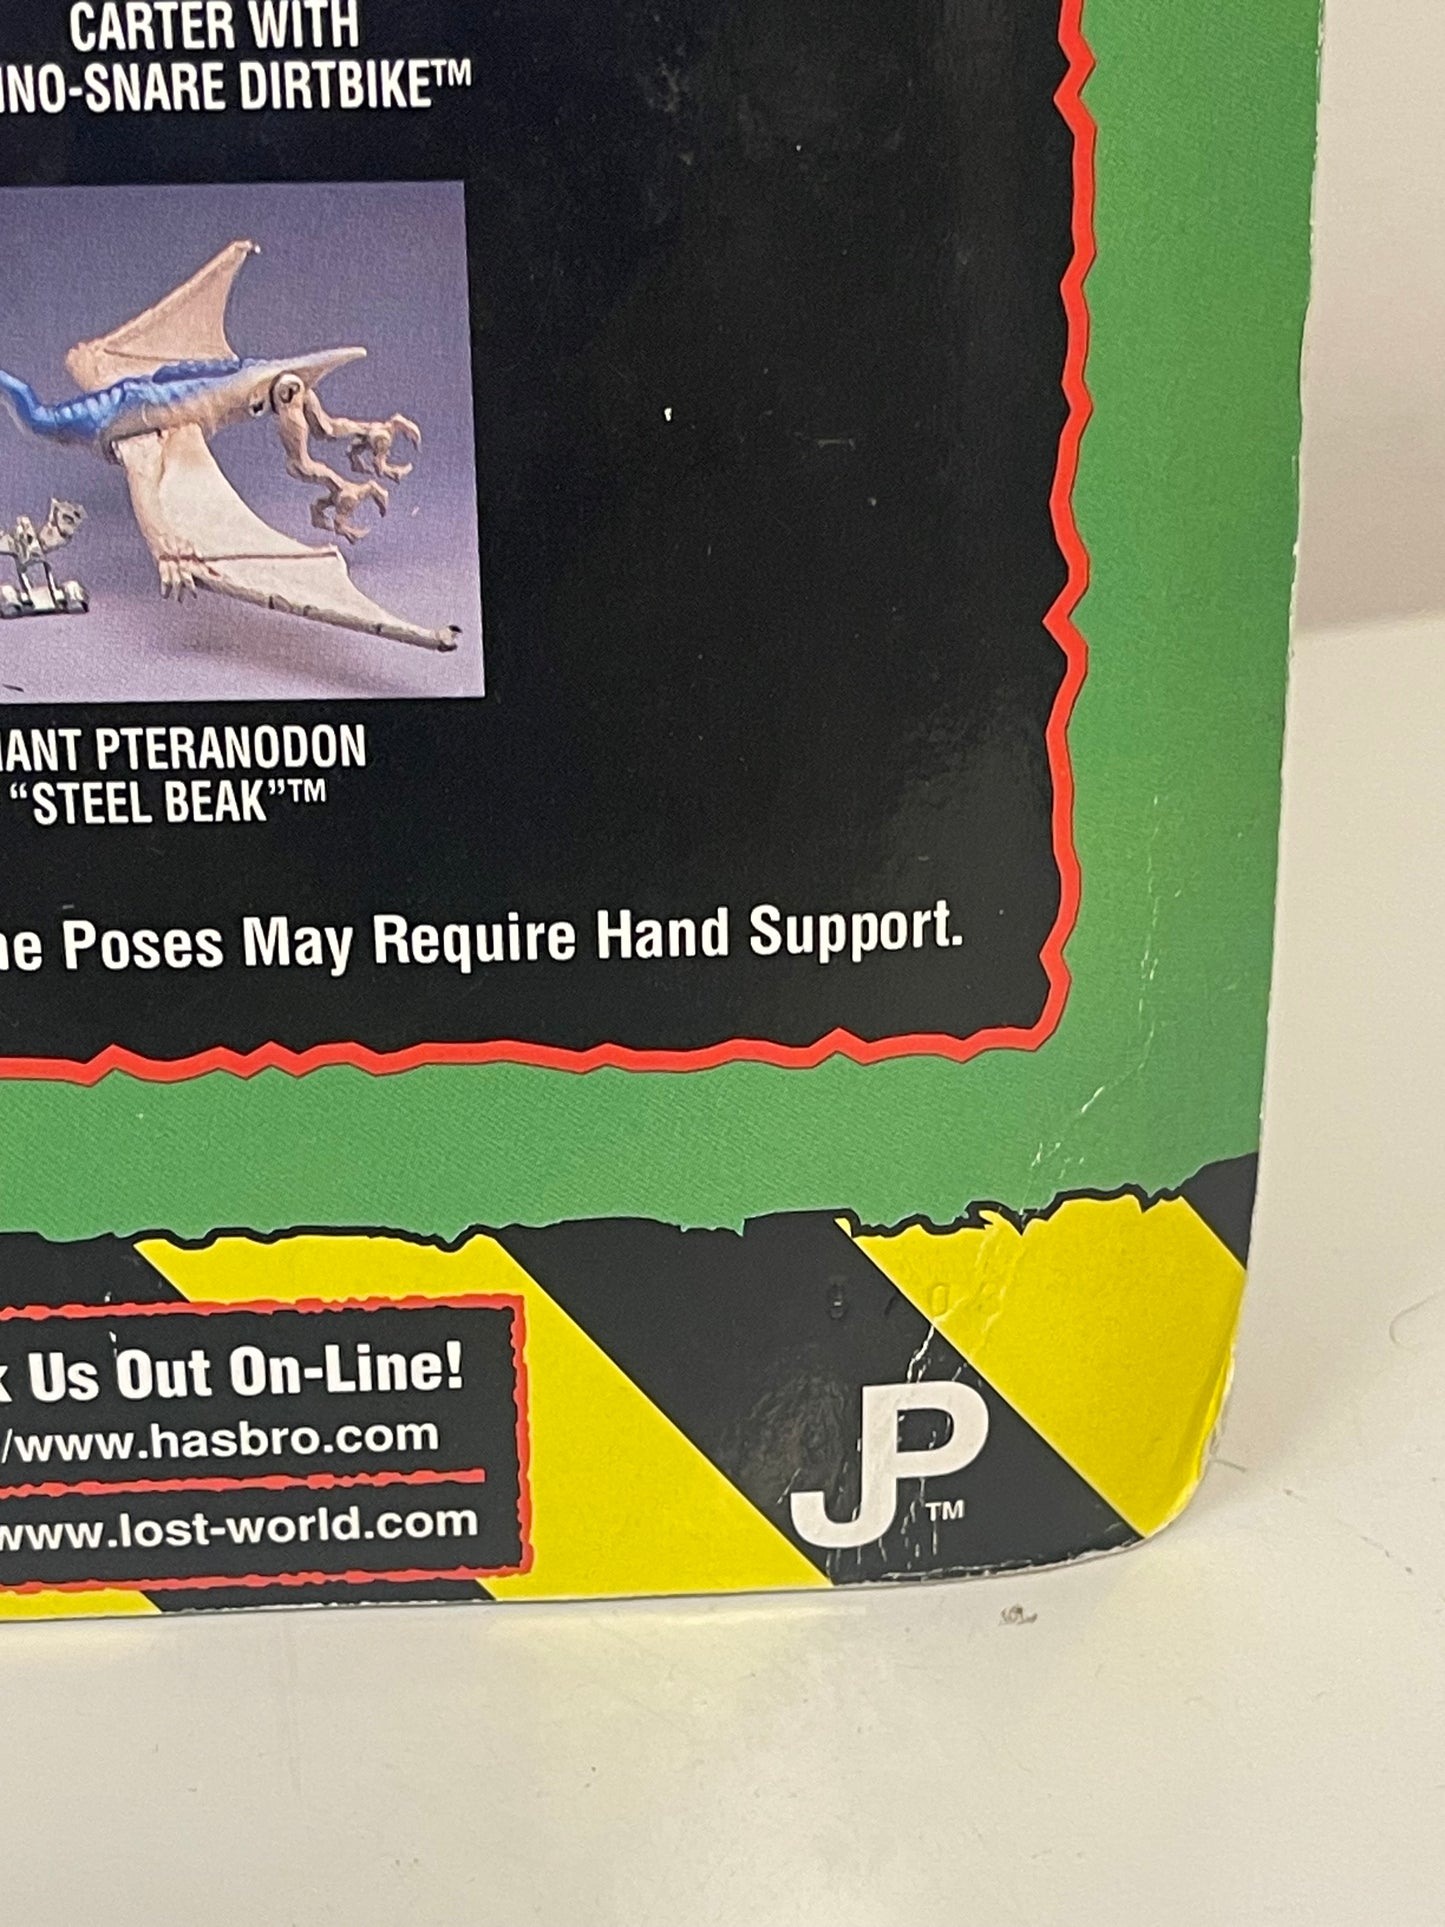 CARTER WITH
INO-SNARE DIRTBIKE™
IANT PTERANODON
“STEEL BEAK”™
ne Poses May Require Hand Support.
k Us Out On-Line!
/www.hasbro.com
www.lost-world.com
JP™